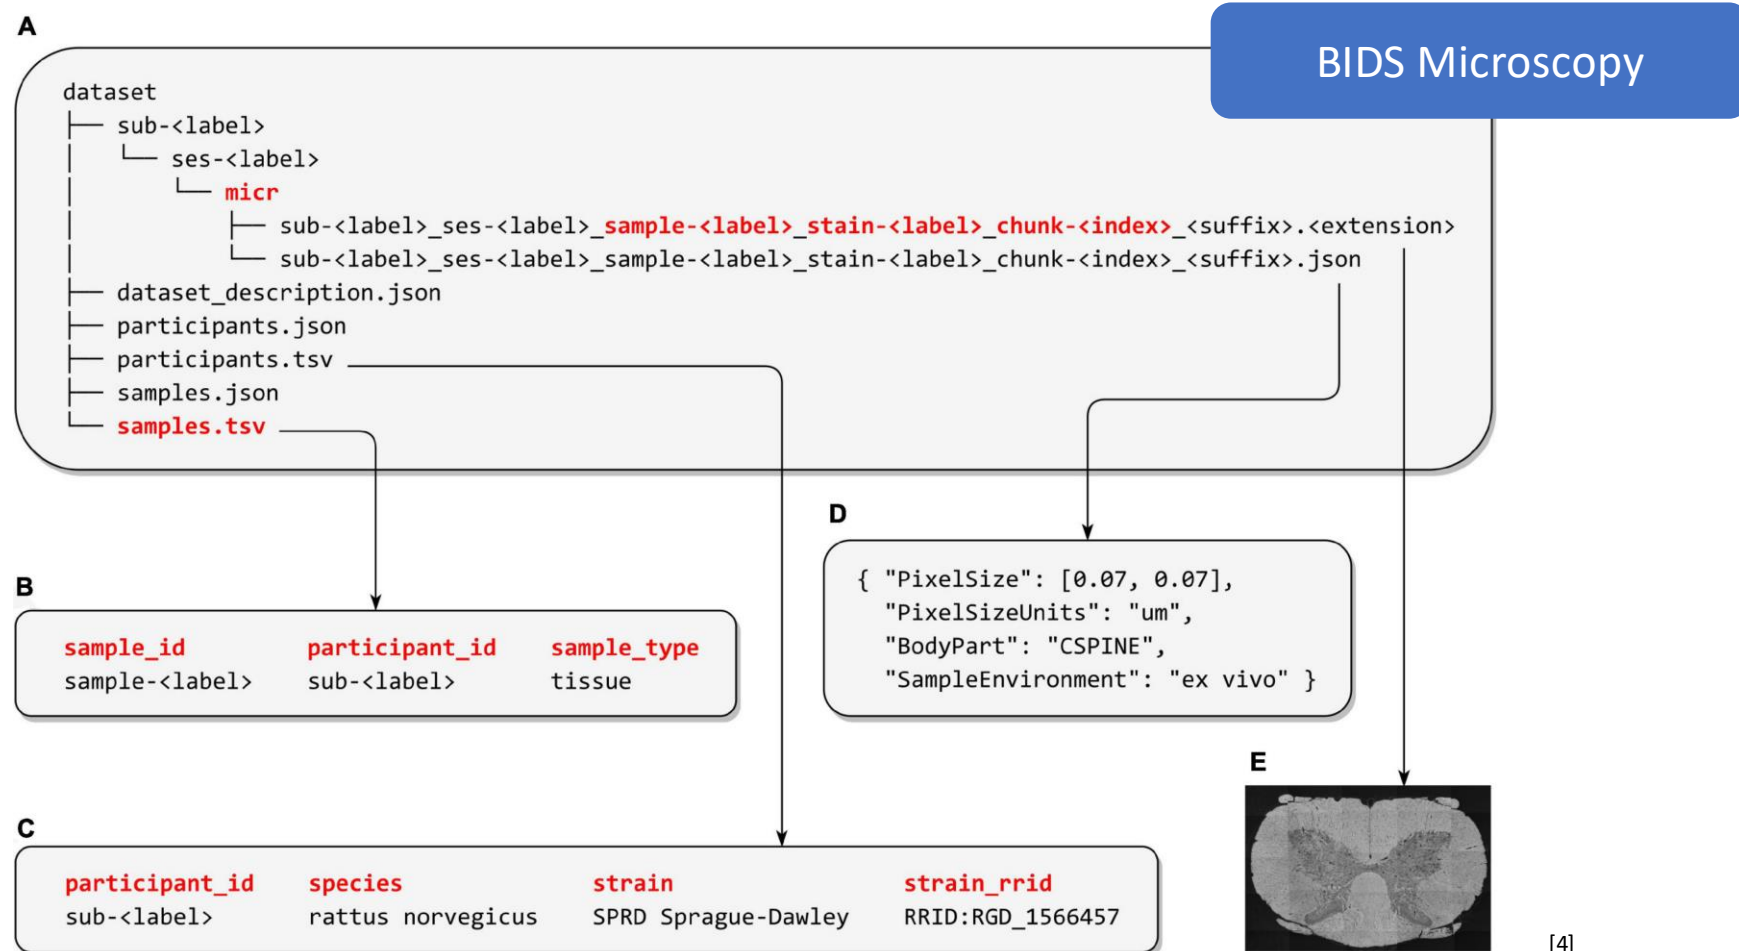 A
BIDS Microscopy
dataset
sub-<label>
ses-<label>
micr
sub-<label>_ses-<label>_sample-<label>_stain-<label>_chunk-<index>_<suffix>.<extension>
sub-<label>_ses-<label>_sample-<label>_stain-<label>_chunk-<index>_<suffix>.json
dataset_description.json
participants.json
participants.tsv
samples.json
samples.tsv
B
sample_id participant_id sample_type
sample-<label> sub-<label> tissue
D
{ "PixelSize": [0.07, 0.07],
"PixelSizeUnits": "um",
"BodyPart": "CSPINE",
"SampleEnvironment": "ex vivo" }
C
participant_id species strain strain_rrid
sub-<label> rattus norvegicus SPRD Sprague-Dawley RRID:RGD_1566457
E
[4]